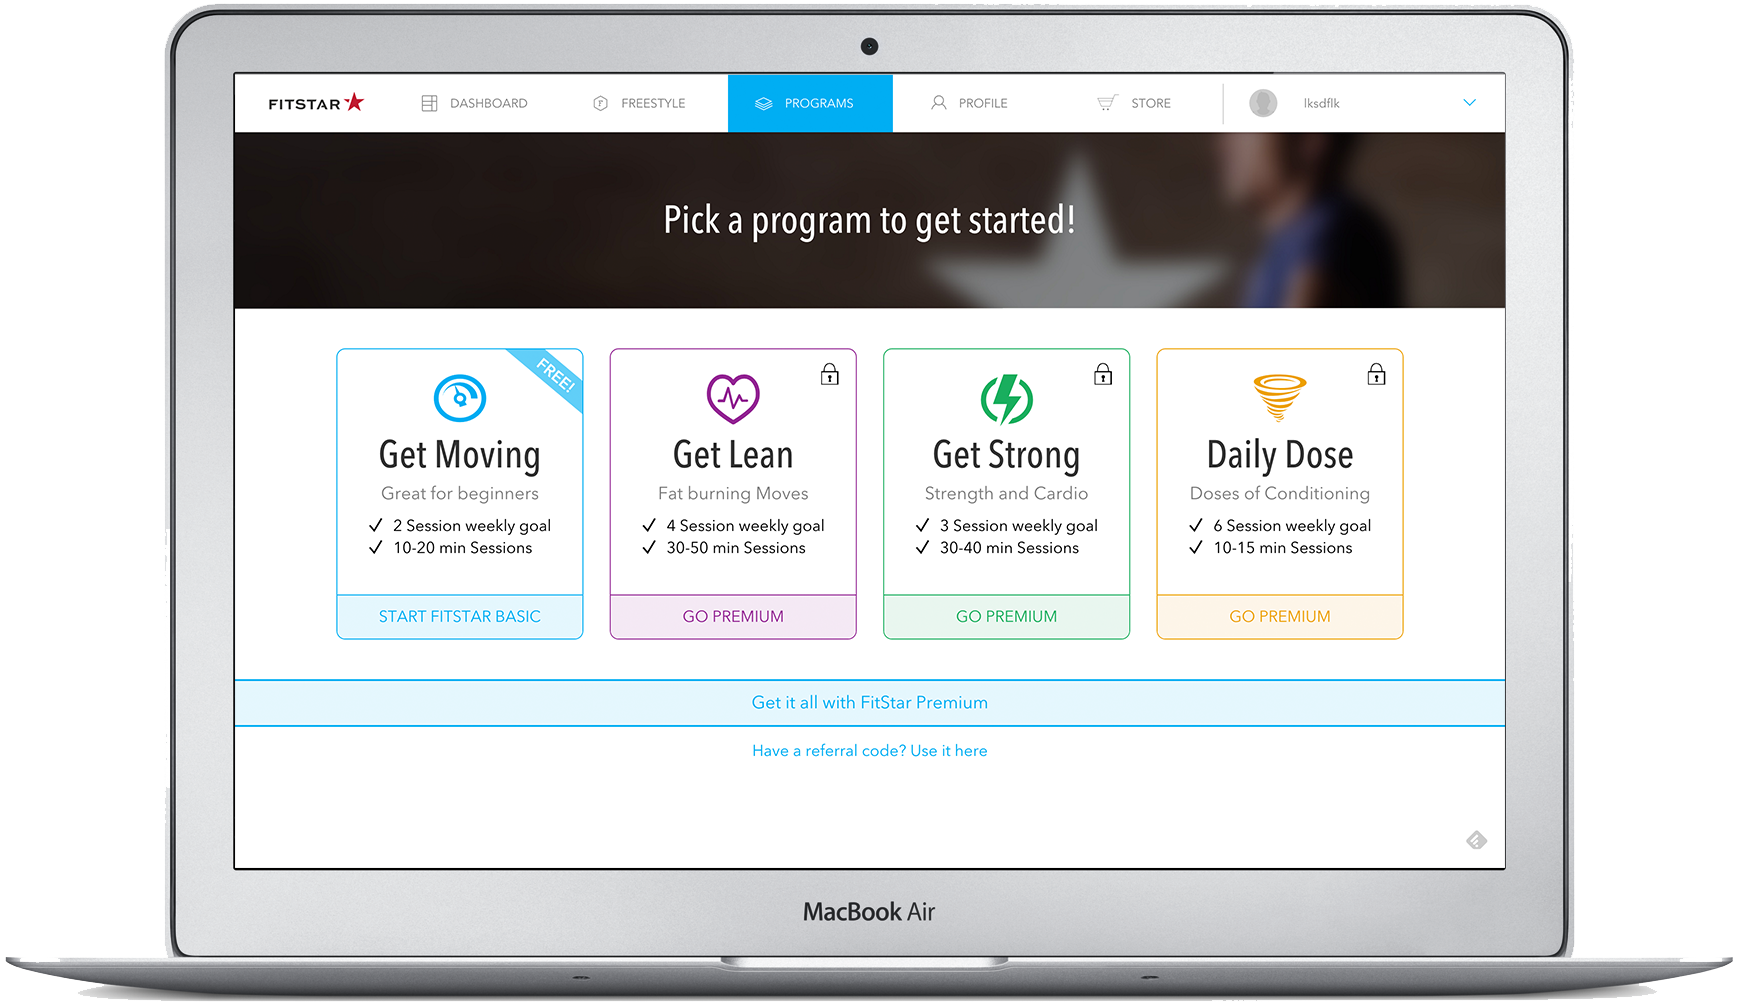 FITSTAR
DASHBOARD
FREESTYLE
PROGRAMS
PROFILE
STORE
lksdflk
Pick a program to get started!
FREE!
Get Moving
Great for beginners
2 Session weekly goal
10-20 min Sessions
START FITSTAR BASIC
Get Lean
Fat burning Moves
4 Session weekly goal
30-50 min Sessions
GO PREMIUM
Get Strong
Strength and Cardio
3 Session weekly goal
30-40 min Sessions
GO PREMIUM
Daily Dose
Doses of Conditioning
6 Session weekly goal
10-15 min Sessions
GO PREMIUM
Get it all with FitStar Premium
Have a referral code? Use it here
MacBook Air